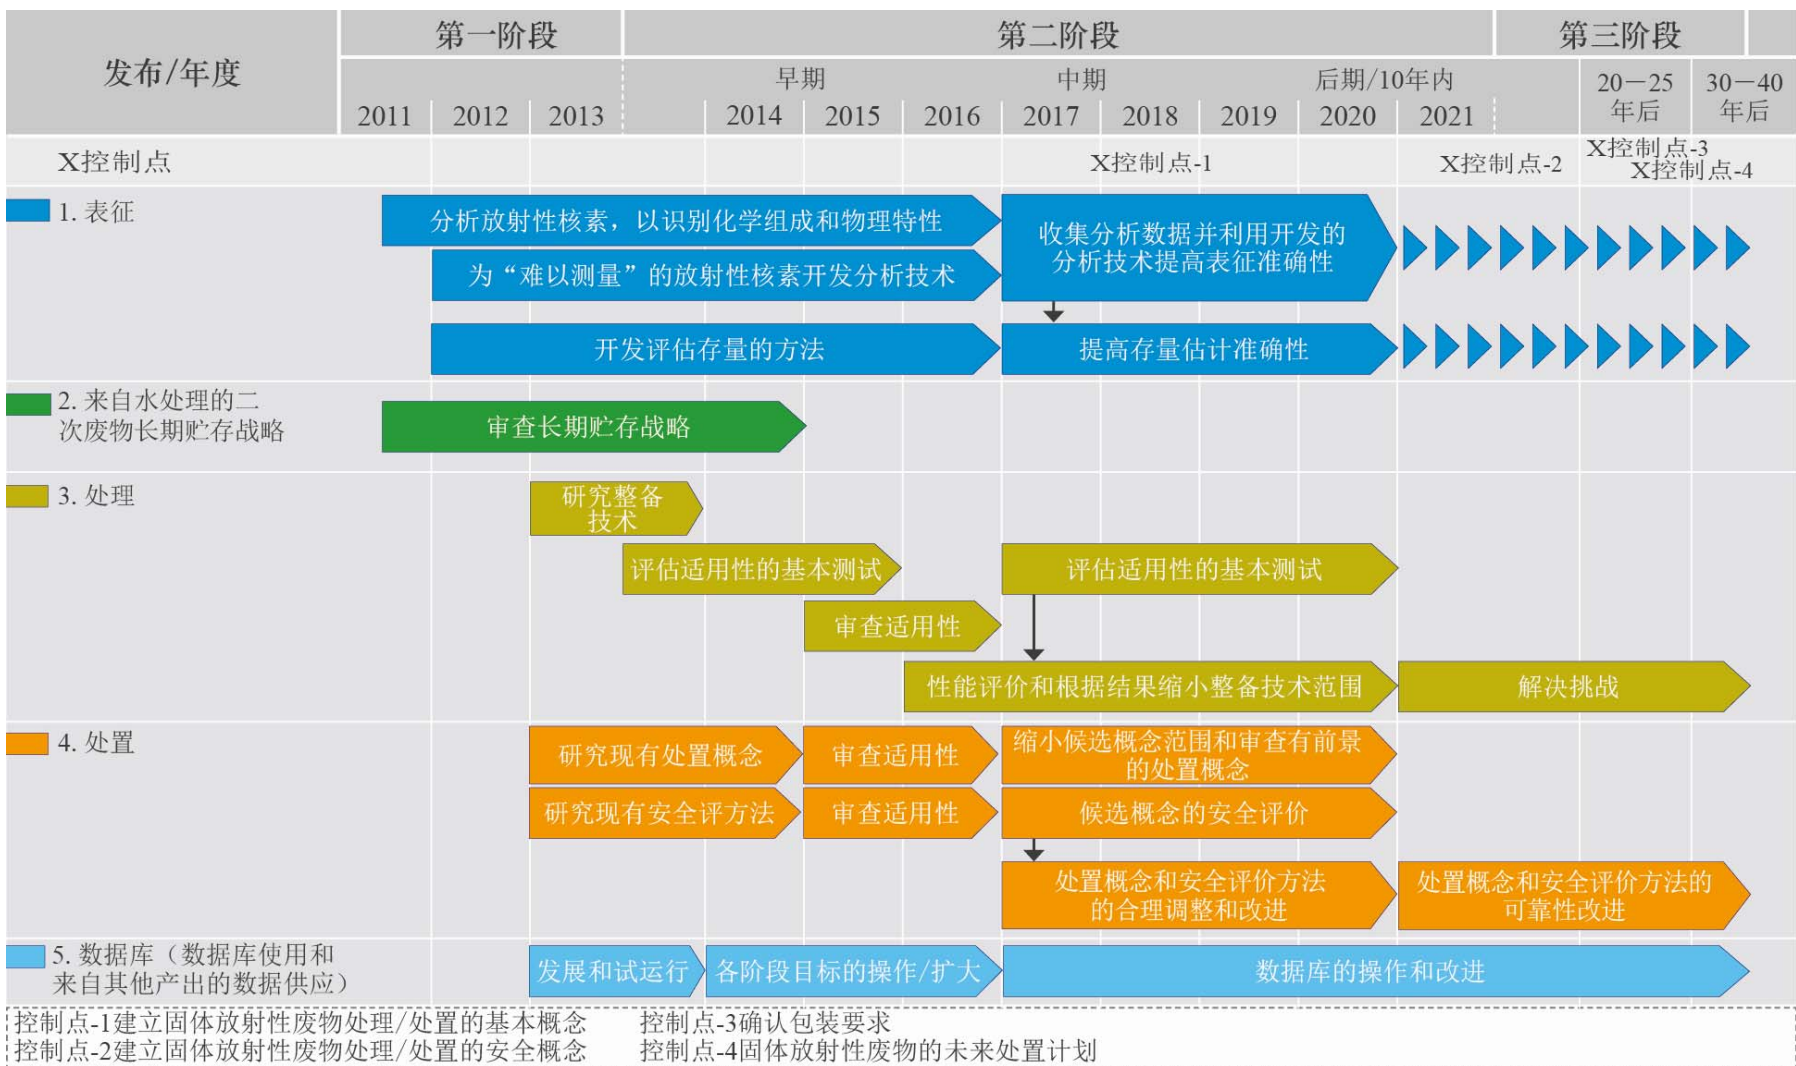 发布/年度
第一阶段
第二阶段
第三阶段
早期
中期
后期/10年内
20－25
年后
30－40
年后
2011
2012
2013
2014
2015
2016
2017
2018
2019
2020
2021
X控制点
X控制点-1
X控制点-2
X控制点-3
X控制点-4
1. 表征
分析放射性核素，以识别化学组成和物理特性
为“难以测量”的放射性核素开发分析技术
收集分析数据并利用开发的
分析技术提高表征准确性
开发评估存量的方法
提高存量估计准确性
2. 来自水处理的二
次废物长期贮存战略
审查长期贮存战略
3. 处理
研究整备
技术
评估适用性的基本测试
评估适用性的基本测试
审查适用性
性能评价和根据结果缩小整备技术范围
解决挑战
4. 处置
研究现有处置概念
审查适用性
缩小候选概念范围和审查有前景
的处置概念
研究现有安全评方法
审查适用性
候选概念的安全评价
处置概念和安全评价方法
的合理调整和改进
处置概念和安全评价方法的
可靠性改进
5. 数据库（数据库使用和
来自其他产出的数据供应）
发展和试运行
各阶段目标的操作/扩大
数据库的操作和改进
控制点-1建立固体放射性废物处理/处置的基本概念
控制点-3确认包装要求
控制点-2建立固体放射性废物处理/处置的安全概念
控制点-4固体放射性废物的未来处置计划